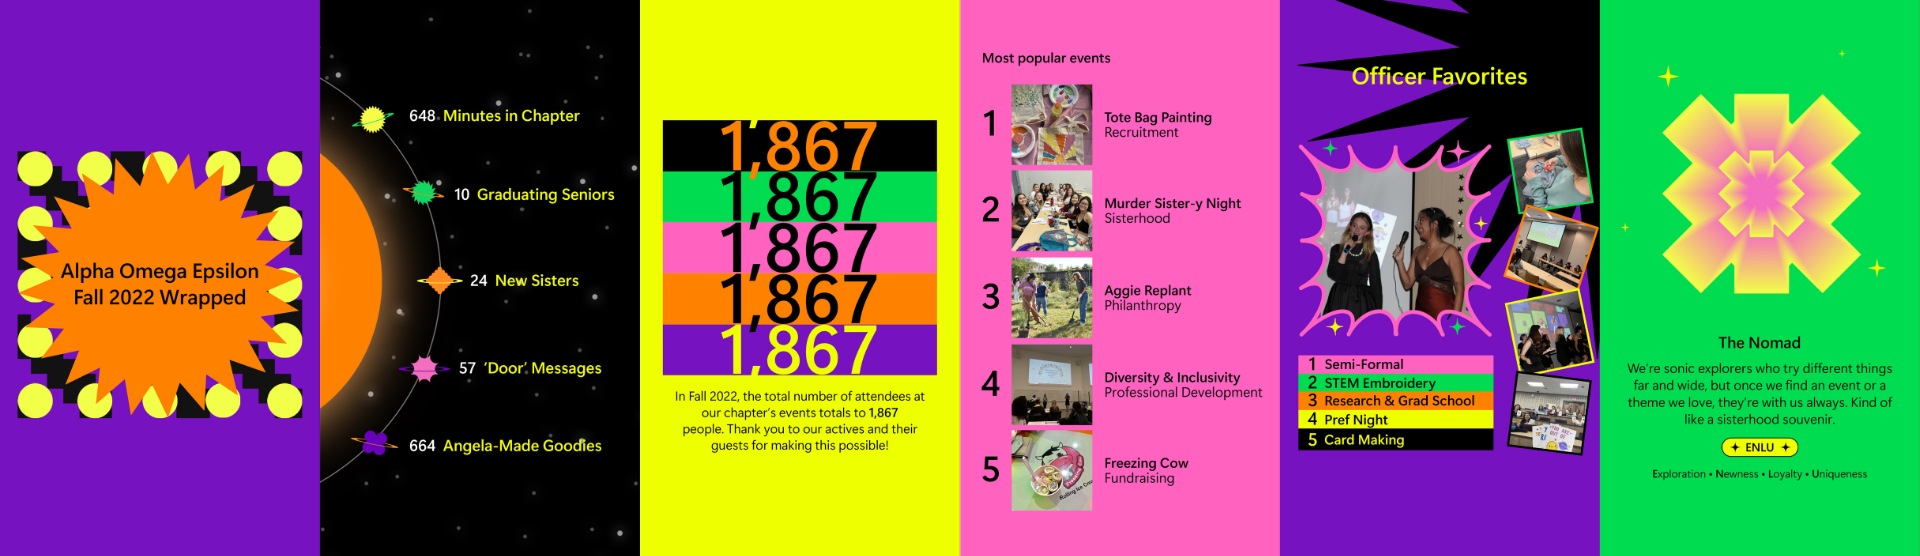 Alpha Omega Epsilon
Fall 2022 Wrapped
648 Minutes in Chapter
10 Graduating Seniors
24 New Sisters
57 ‘Door’ Messages
664 Angela-Made Goodies
1,867
1,867
1,867
1,867
1,867
In Fall 2022, the total number of attendees at
our chapter's events totals to 1,867
people. Thank you to our actives and their
guests for making this possible!
Most popular events
1 Tote Bag Painting
Recruitment
2 Murder Sister-y Night
Sisterhood
3 Aggie Replant
Philanthropy
4 Diversity & Inclusivity
Professional Development
5 Freezing Cow
Fundraising
Rolling Ice Cre
Officer Favorites
1 Semi-Formal
2 STEM Embroidery
3 Research & Grad School
4 Pref Night
5 Card Making
The Nomad
We're sonic explorers who try different things
far and wide, but once we find an event or a
theme we love, they're with us always. Kind of
like a sisterhood souvenir.
ENLU
Exploration • Newness • Loyalty • Uniqueness